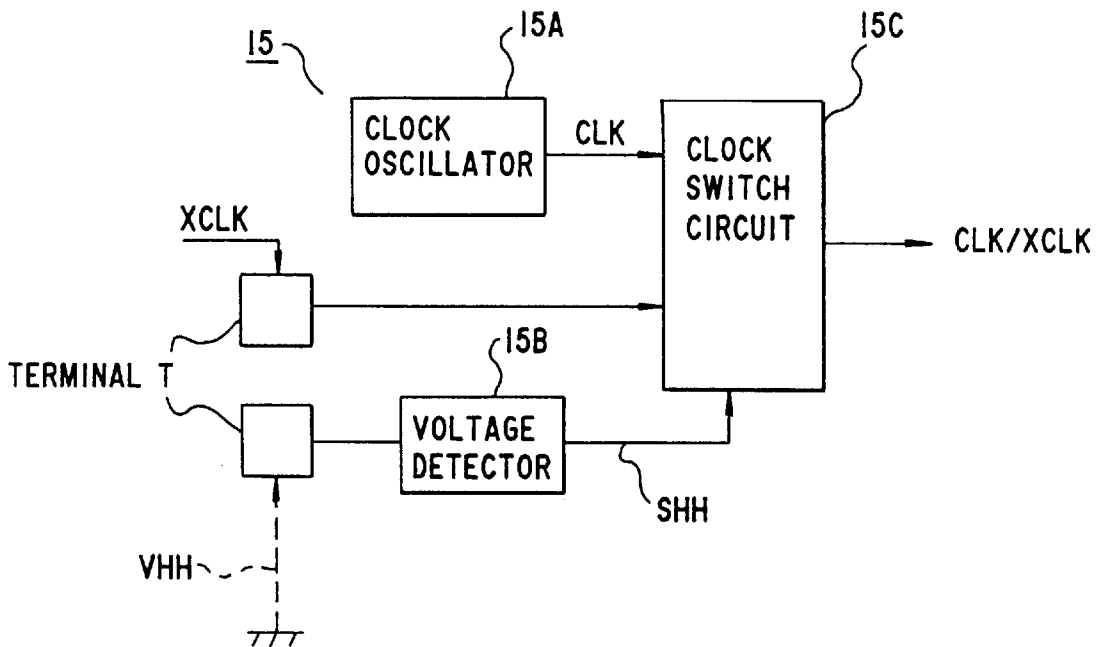 15
15A
15C
CLOCK
OSCILLATOR
CLK
CLOCK
SWITCH
CIRCUIT
XCLK
CLK/XCLK
TERMINAL T
15B
VOLTAGE
DETECTOR
SHH
VHH